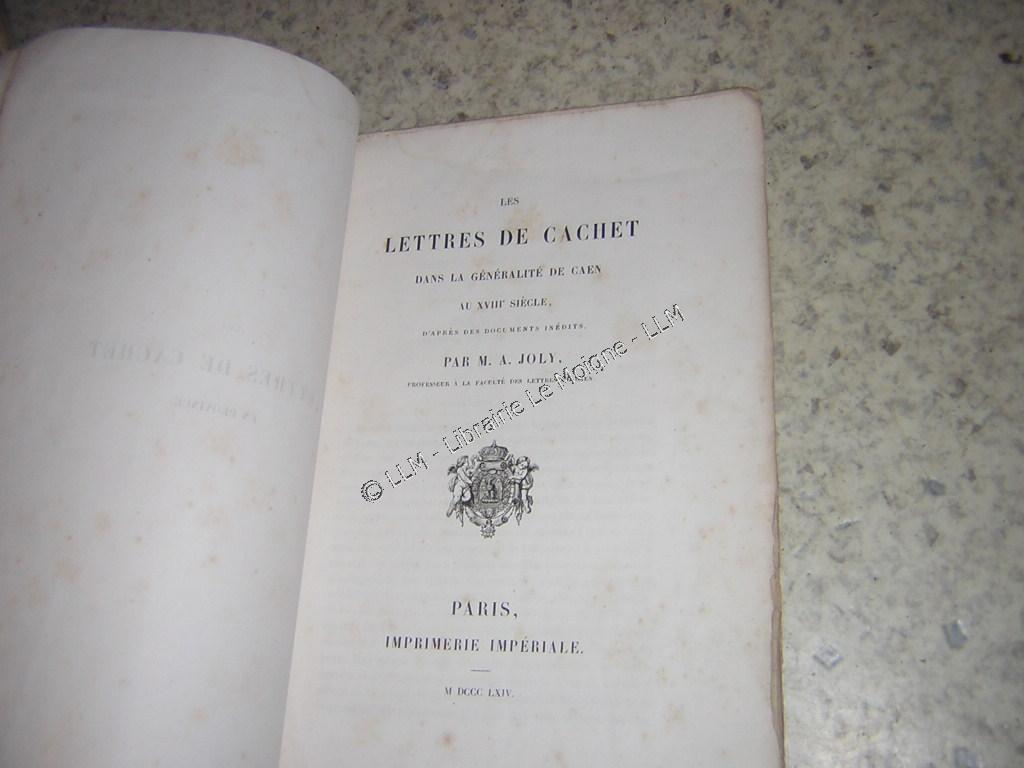 LES
LETTRES DE CACHET
DANS LA GÉNÉRALITÉ DE CAEN
AU XVIIIᵉ SIÈCLE,
D'APRÈS DES DOCUMENTS INÉDITS,
PAR M. A. JOLY,
PROFESSEUR À LA FACULTÉ DES LETTRES
© LLM - Librairie Le Moigne - LLM
PARIS,
IMPRIMERIE IMPÉRIALE.
M DCCC LXIV.